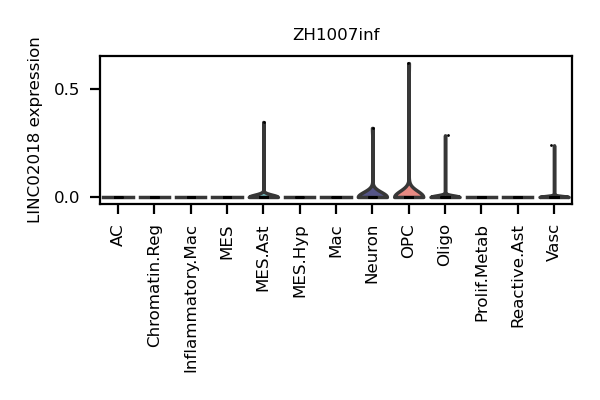 ZH1007inf
LINC02018 expression
0.5
0.0
AC
Chromatin.Reg
Inflammatory.Mac
MES
MES.Ast
MES.Hyp
Mac
Neuron
OPC
Oligo
Prolif.Metab
Reactive.Ast
Vasc